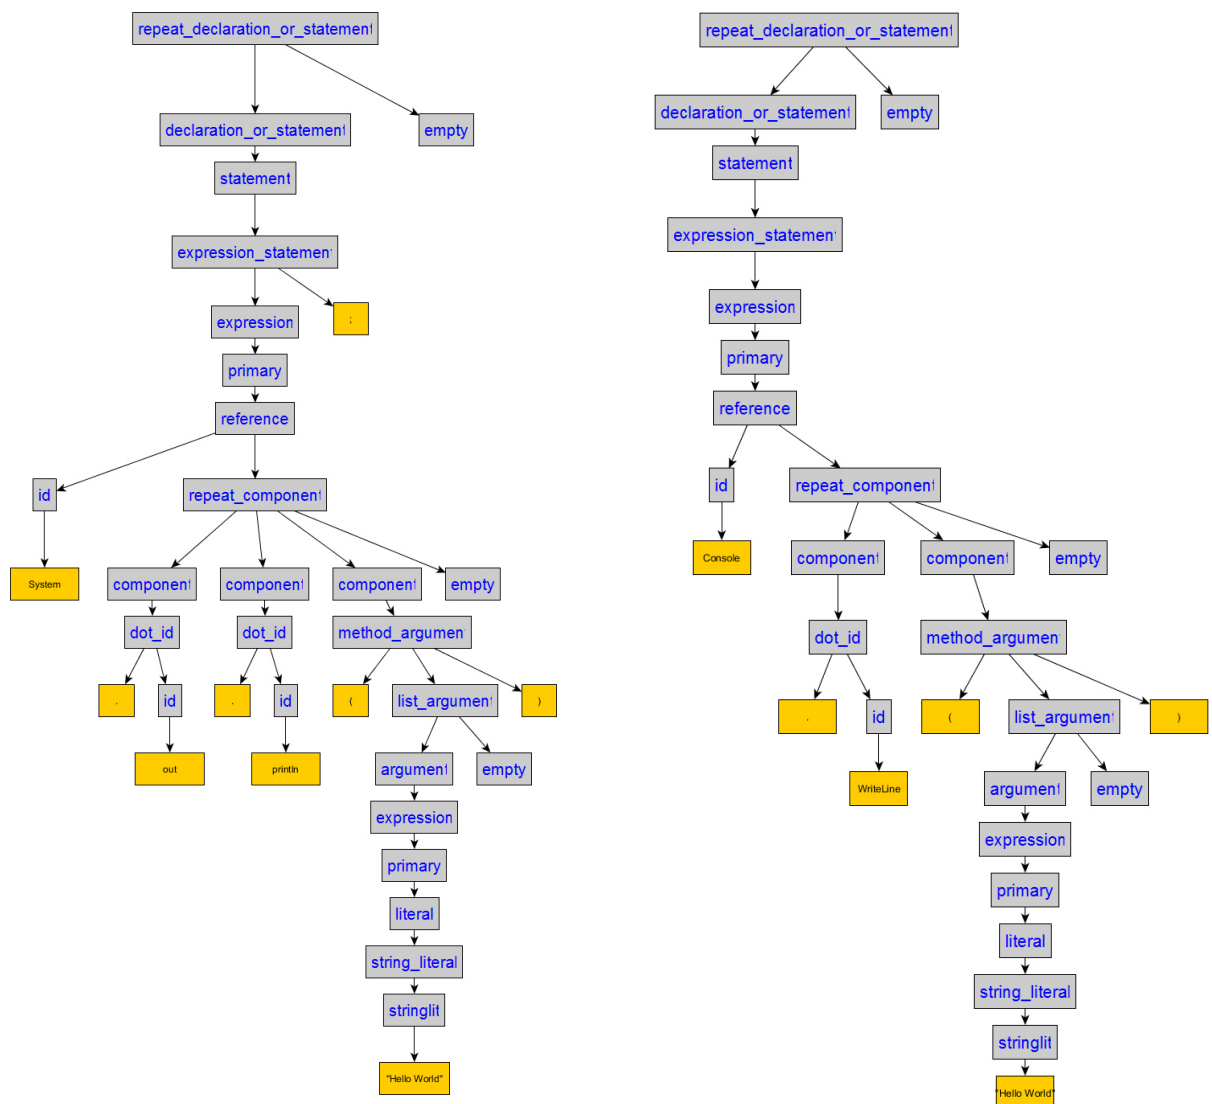 repeat_declaration_or_statement
declaration_or_statement
empty
statement
expression_statement
expression
;
primary
reference
id
repeat_component
System
component
component
component
empty
dot_id
dot_id
method_argument
.
id
.
id
(
list_argument
)
out
println
argument
empty
expression
primary
literal
string_literal
stringlit
"Hello World"
repeat_declaration_or_statement
declaration_or_statement
empty
statement
expression_statement
expression
primary
reference
id
repeat_component
Console
component
component
empty
dot_id
method_argument
.
id
(
list_argument
)
WriteLine
argument
empty
expression
primary
literal
string_literal
stringlit
"Hello World"